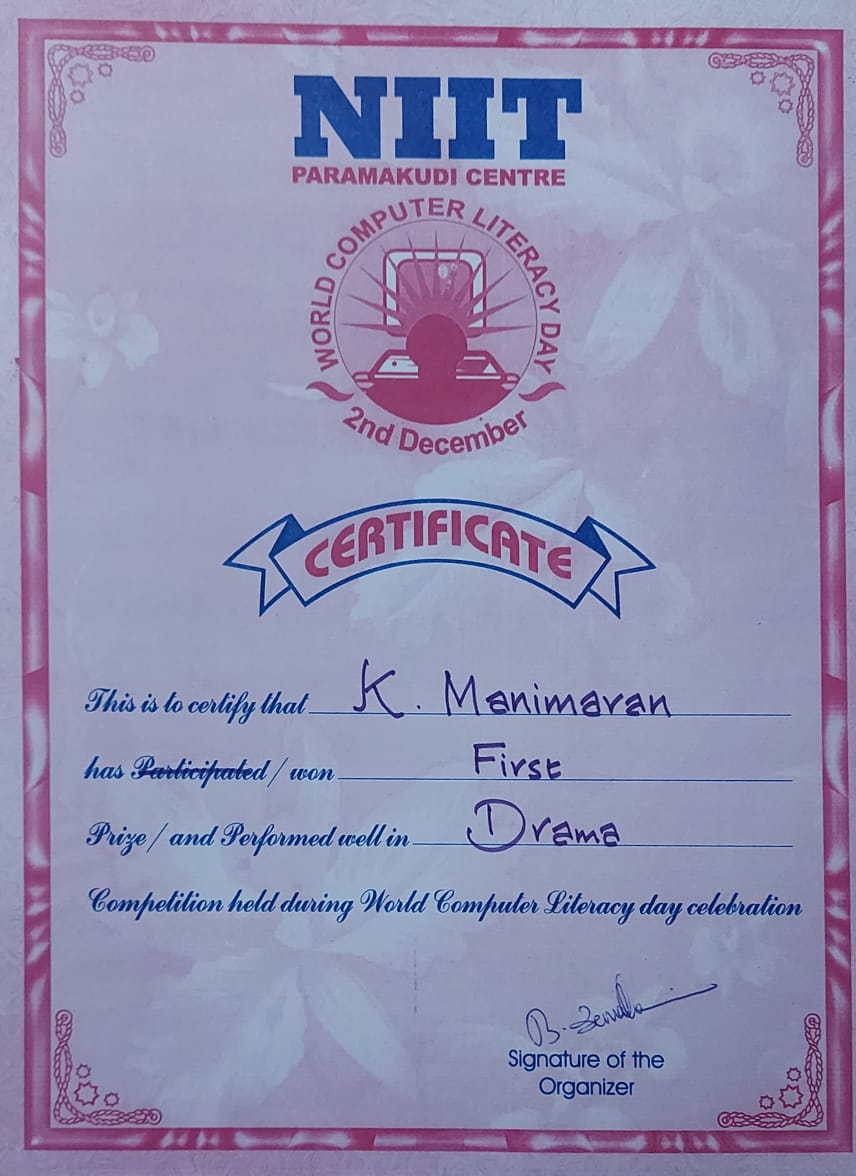 NIIT
PARAMAKUDI CENTRE
WORLD COMPUTER LITERACY DAY
2nd December
CERTIFICATE
This is to certify that K. Manimaran
has Participated / won First
Prize / and Performed well in Drama
Competition held during World Computer Literacy day celebration
B.
Signature of the
Organizer